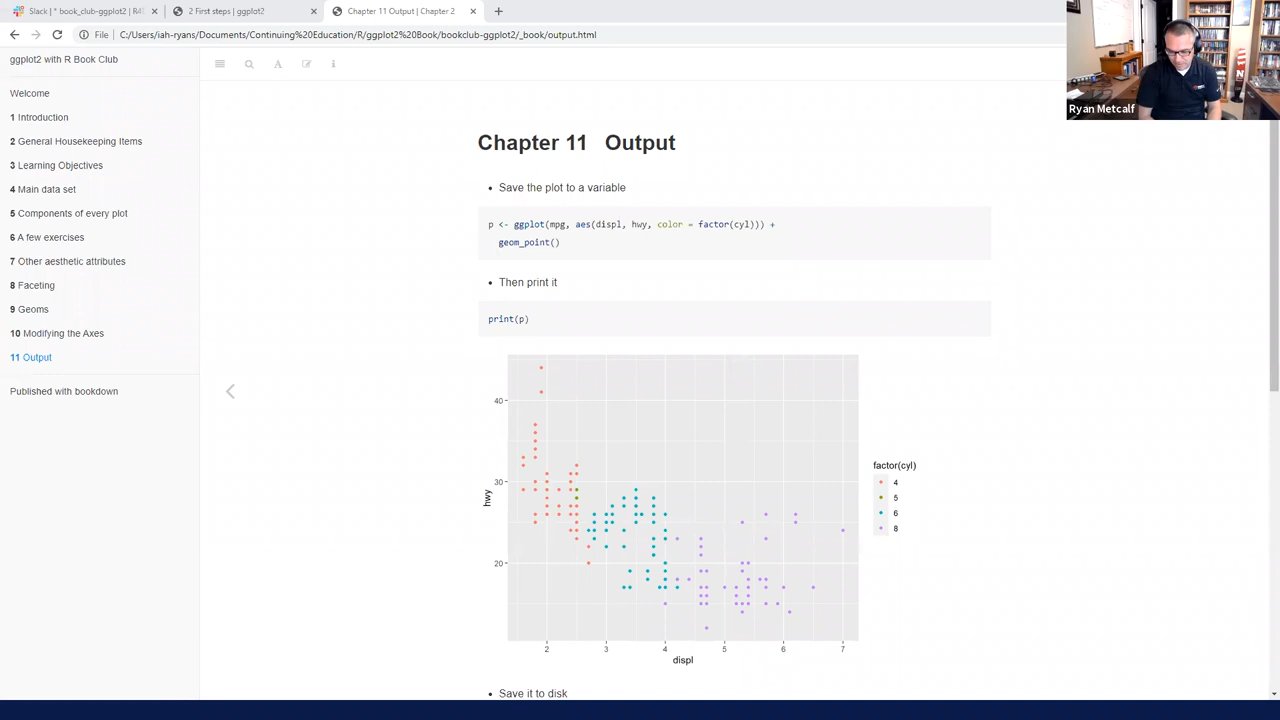 Slack | * book_club-ggplot2 | R4
2 First steps | ggplot2
Chapter 11 Output | Chapter 2
File
C:/Users/iah-ryans/Documents/Continuing%20Education/R/ggplot2%20Book/bookclub-ggplot2/_book/output.html
Ryan Metcalf
ggplot2 with R Book Club
Welcome
1 Introduction
2 General Housekeeping Items
3 Learning Objectives
4 Main data set
5 Components of every plot
6 A few exercises
7 Other aesthetic attributes
8 Faceting
9 Geoms
10 Modifying the Axes
11 Output
Published with bookdown
Chapter 11 Output
• Save the plot to a variable
p <- ggplot(mpg, aes(displ, hwy, color = factor(cyl))) +
geom_point()
• Then print it
print(p)
40
30
20
hwy
2 3 4 5 6 7
displ
factor(cyl)
4
5
6
8
• Save it to disk